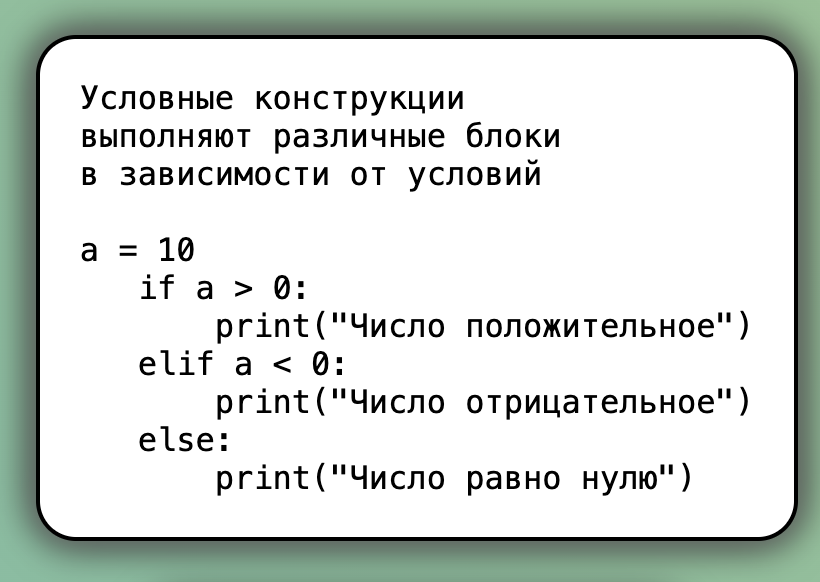 Условные конструкции
выполняют различные блоки
в зависимости от условий

a = 10
   if a > 0:
       print("Число положительное")
   elif a < 0:
       print("Число отрицательное")
   else:
       print("Число равно нулю")